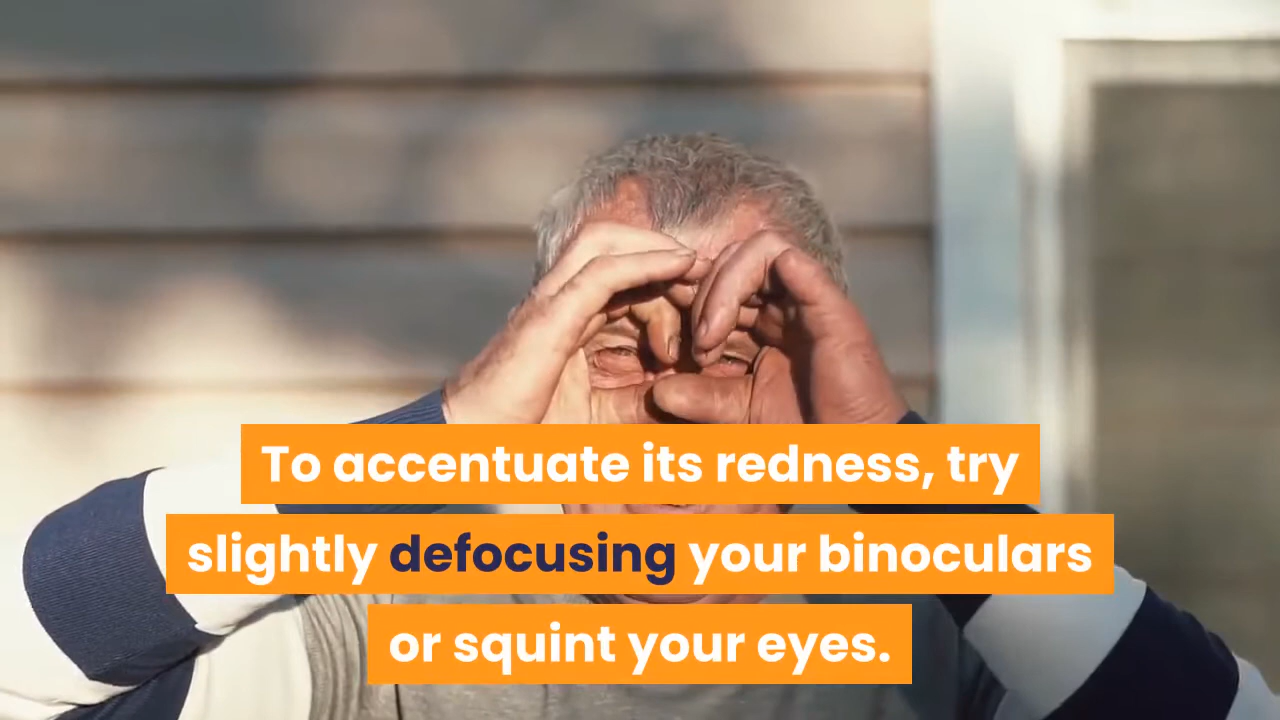 To accentuate its redness, try
slightly defocusing your binoculars
or squint your eyes.